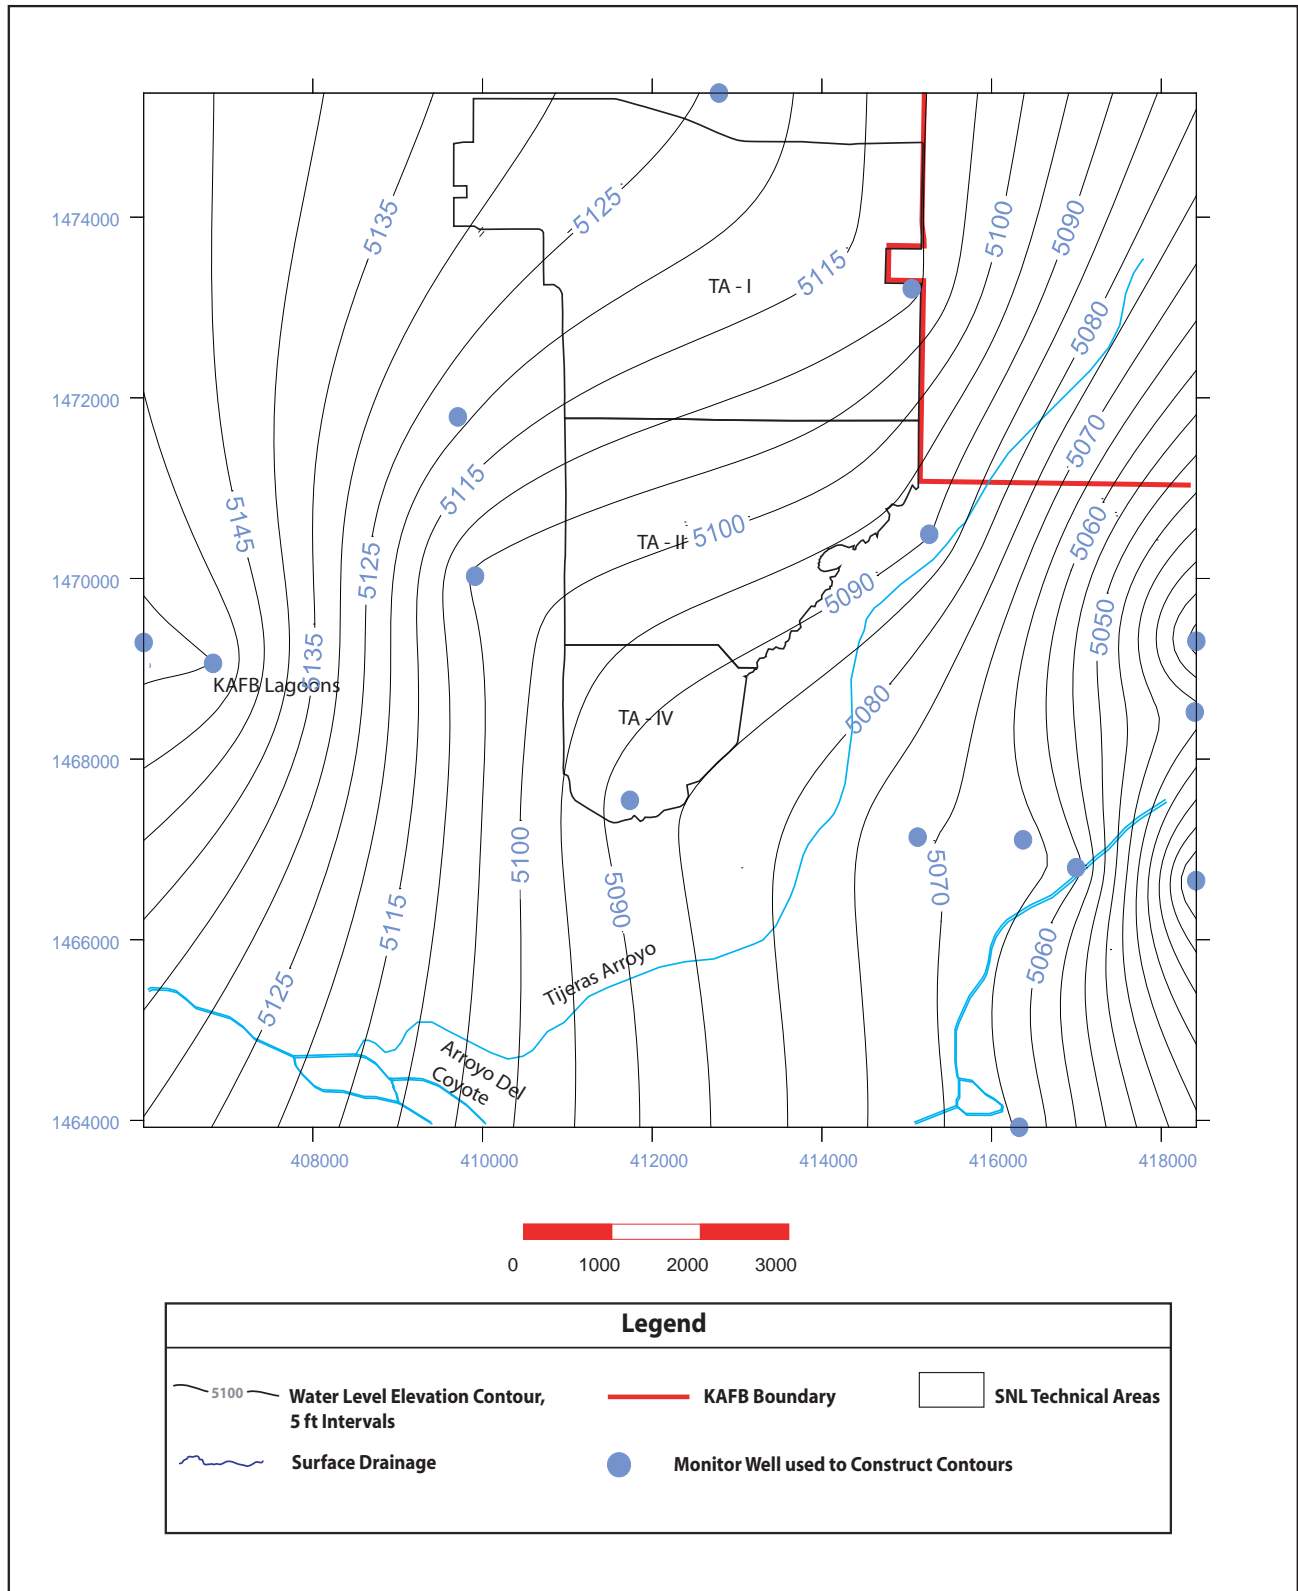 1474000
1472000
1470000
1468000
1466000
1464000
5135
5125
5100
5090
5115
TA - I
5080
5070
5115
5145
5125
5100
TA - II
5060
5090
5050
5135
KAFB Lagoons
TA - IV
5080
5100
5090
5070
5115
5060
5125
Tijeras Arroyo
Arroyo Del
Coyote
408000
410000
412000
414000
416000
418000
0
1000
2000
3000
Legend
5100
Water Level Elevation Contour,
5 ft Intervals
KAFB Boundary
SNL Technical Areas
Surface Drainage
Monitor Well used to Construct Contours